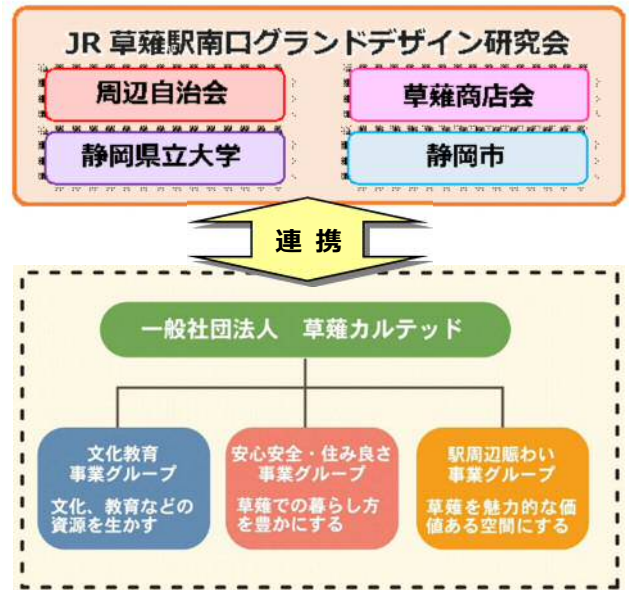 JR 草薙駅南口グランドデザイン研究会
周辺自治会
草薙商店会
静岡県立大学
静岡市
連 携
一般社団法人　草薙カルテッド
文化教育
事業グループ
文化、教育などの
資源を生かす
安心安全・住み良さ
事業グループ
草薙での暮らし方
を豊かにする
駅周辺賑わい
事業グループ
草薙を魅力的な価
値ある空間にする